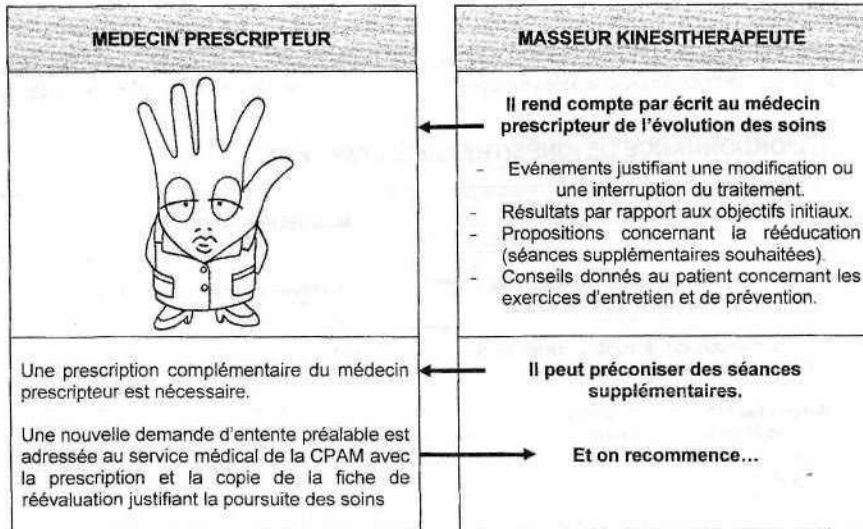 MEDECIN PRESCRIPTEUR
MASSEUR KINESITHERAPEUTE
Il rend compte par écrit au médecin
prescripteur de l'évolution des soins
- Evénements justifiant une modification ou
une interruption du traitement.
- Résultats par rapport aux objectifs initiaux.
- Propositions concernant la rééducation
(séances supplémentaires souhaitées).
- Conseils donnés au patient concernant les
exercices d'entretien et de prévention.
Une prescription complémentaire du médecin
prescripteur est nécessaire.
Il peut préconiser des séances
supplémentaires.
Une nouvelle demande d'entente préalable est
adressée au service médical de la CPAM avec
la prescription et la copie de la fiche de
réévaluation justifiant la poursuite des soins
Et on recommence...